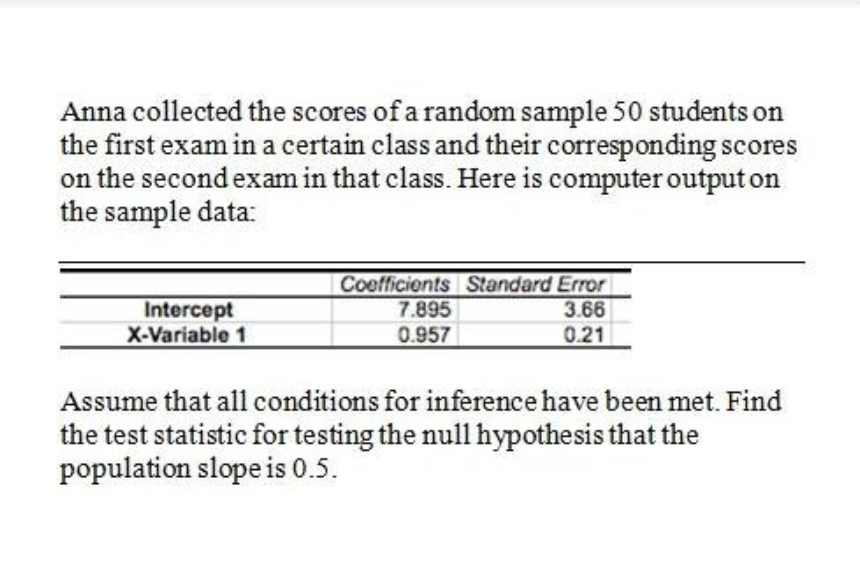 Anna collected the scores of a random sample 50 students on
the first exam in a certain class and their corresponding scores
on the second exam in that class. Here is computer output on
the sample data:
Coefficients Standard Error
Intercept 7.895 3.66
X-Variable 1 0.957 0.21
Assume that all conditions for inference have been met. Find
the test statistic for testing the null hypothesis that the
population slope is 0.5.